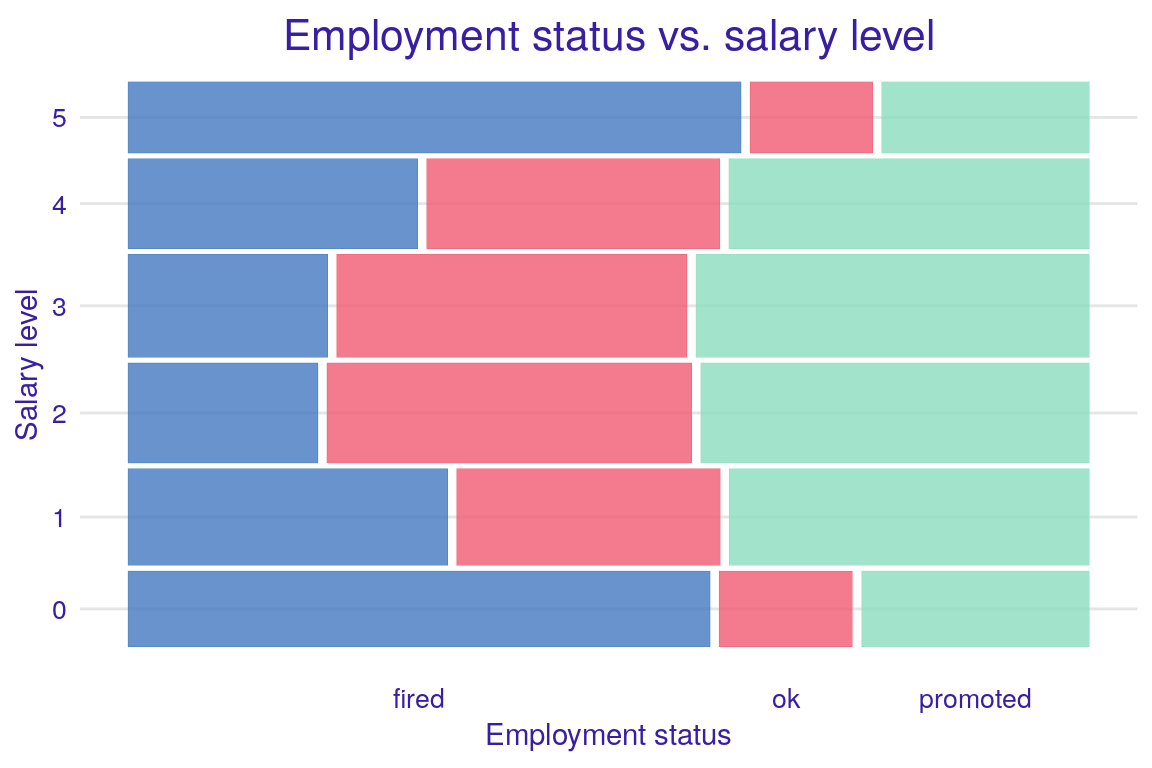 Employment status vs. salary level
Salary level
5
4
3
2
1
0
fired ok promoted
Employment status